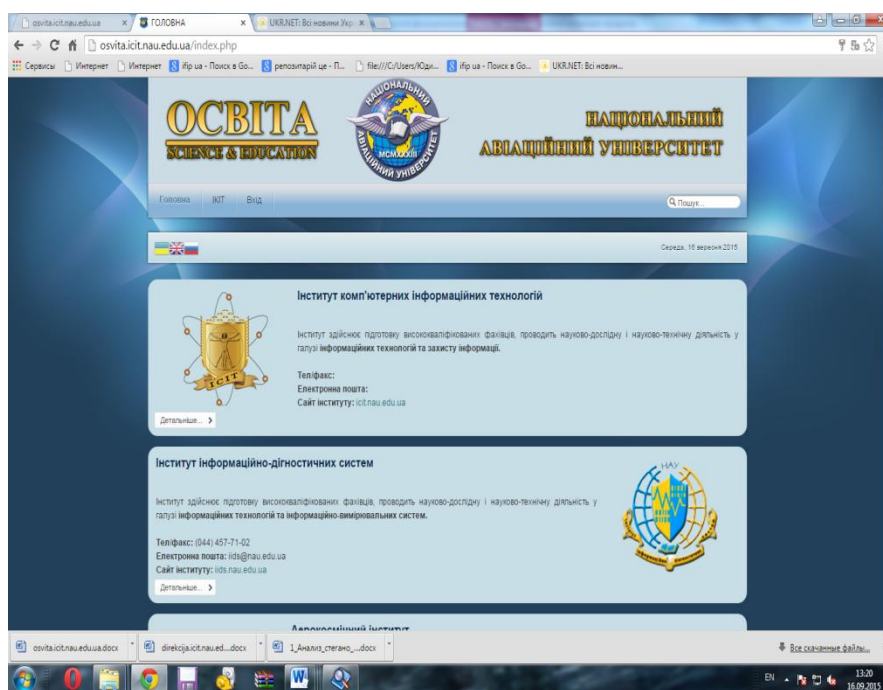 osvita.icit.nau.edu.ua
ГОЛОВНА
UKR.NET: Всі новини Укр
osvita.icit.nau.edu.ua/index.php
Сервисы
Интернет
Интернет
ifip ua - Поиск в Go...
репозитарій це - П...
file:///C:/Users/Юди...
ifip ua - Поиск в Go...
UKR.NET: Всі новин...
ОСВІТА
SCIENCE & EDUCATION
НАЦІОНАЛЬНИЙ
АВІАЦІЙНИЙ УНІВЕРСИТЕТ
НАЦІОНАЛЬНИЙ
АВІАЦІЙНИЙ УНІВЕРСИТЕТ
MCMXXXIII
Головна
ІКІТ
Вхід
Пошук...
Середа, 16 вересня 2015
Інститут комп'ютерних інформаційних технологій
Інститут здійснює підготовку висококваліфікованих фахівців, проводить науково-дослідну і науково-технічну діяльність у
галузі інформаційних технологій та захисту інформації.
Теліфакс:
Електронна пошта:
Сайт інституту: icit.nau.edu.ua
ICIT
Детальніше...
Інститут інформаційно-дігностичних систем
Інститут здійснює підготовку висококваліфікованих фахівців, проводить науково-дослідну і науково-технічну діяльність у
галузі інформаційних технологій та інформаційно-вимірювальних систем.
Теліфакс: (044) 457-71-02
Електронна пошта: iids@nau.edu.ua
Сайт інституту: iids.nau.edu.ua
НАУ
Детальніше...
Аерокосмічний інститут
osvita.icit.nau.edu.ua.docx
direkcija.icit.nau.ed....docx
1_Анализ_стегано_....docx
Все скачанные файлы...
EN
13:20
16.09.2015